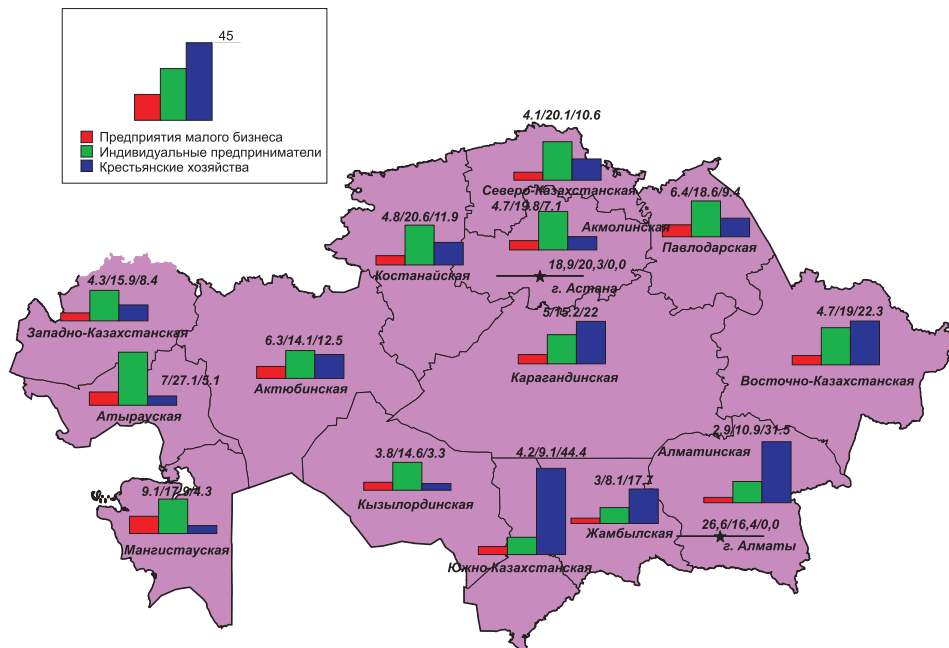 45
Предприятия малого бизнеса
Индивидуальные предприниматели
Крестьянские хозяйства
4.1/20.1/10.6
Северо-Казахстанская
4.7/19.8/7.1
Акмолинская
6.4/18.6/9.4
Павлодарская
4.8/20.6/11.9
Костанайская
18,9/20,3/0,0
г. Астана
4.3/15.9/8.4
Западно-Казахстанская
6.3/14.1/12.5
Актюбинская
5/15.2/22
Карагандинская
4.7/19/22.3
Восточно-Казахстанская
7/27.1/5.1
Атырауская
3.8/14.6/3.3
Кызылординская
4.2/9.1/44.4
Южно-Казахстанская
3/8.1/17.7
Жамбылская
2.9/10.9/31.5
Алматинская
26,6/16,4/0,0
г. Алматы
9.1/17.9/4.3
Мангистауская